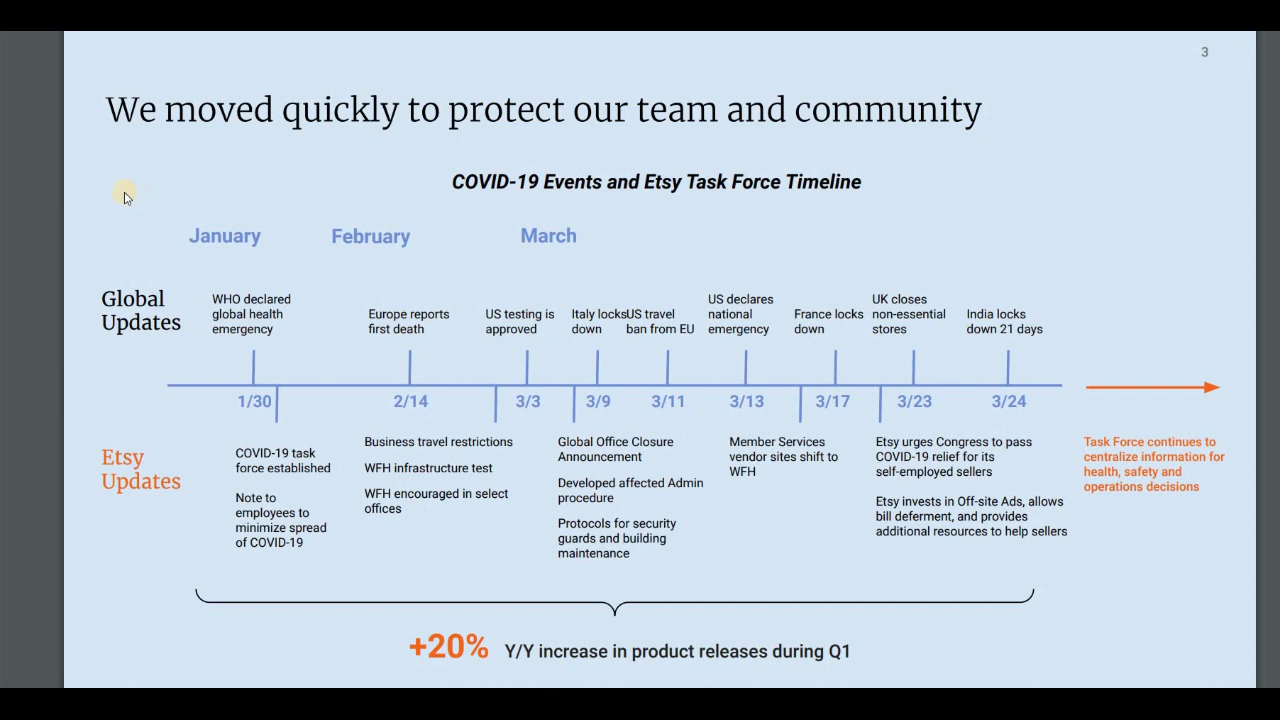 3
We moved quickly to protect our team and community
COVID-19 Events and Etsy Task Force Timeline
January
February
March
Global
Updates
WHO declared
global health
emergency
Europe reports
first death
US testing is
approved
Italy locks
down
US travel
ban from EU
US declares
national
emergency
France locks
down
UK closes
non-essential
stores
India locks
down 21 days
1/30
2/14
3/3
3/9
3/11
3/13
3/17
3/23
3/24
Etsy
Updates
COVID-19 task
force established
Note to
employees to
minimize spread
of COVID-19
Business travel restrictions
WFH infrastructure test
WFH encouraged in select
offices
Global Office Closure
Announcement
Developed affected Admin
procedure
Protocols for security
guards and building
maintenance
Member Services
vendor sites shift to
WFH
Etsy urges Congress to pass
COVID-19 relief for its
self-employed sellers
Etsy invests in Off-site Ads, allows
bill deferment, and provides
additional resources to help sellers
Task Force continues to
centralize information for
health, safety and
operations decisions
+20% Y/Y increase in product releases during Q1